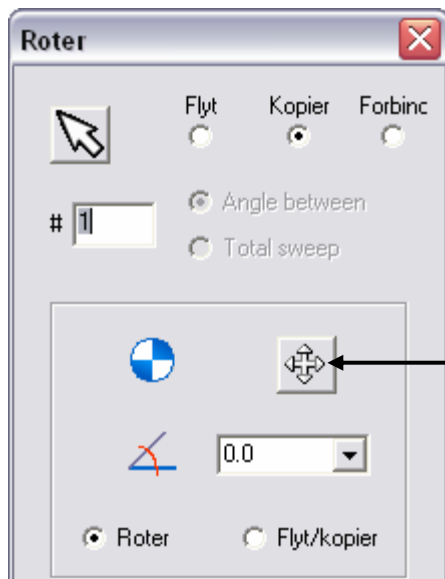 Roter
Flyt Kopier Forbinc
# 1
Angle between
Total sweep
0.0
Roter Flyt/kopier